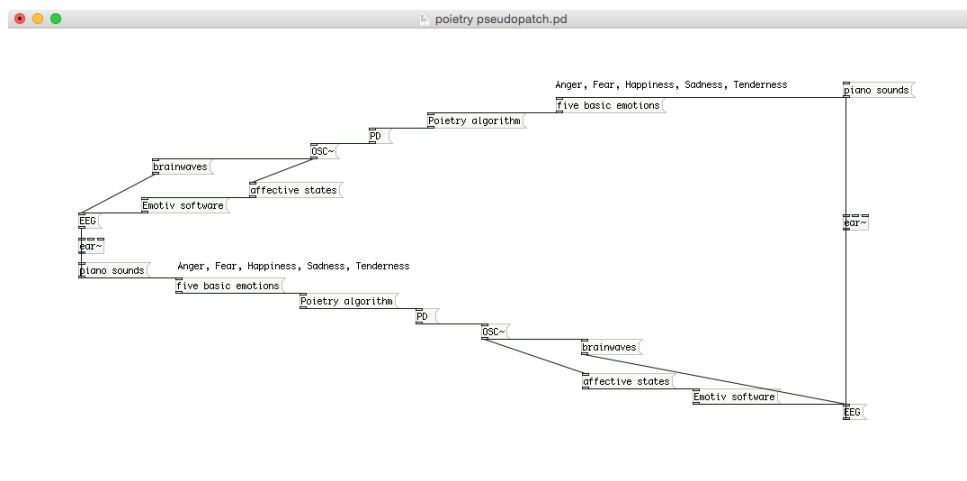 poietry pseudopatch.pd
Anger, Fear, Happiness, Sadness, Tenderness
piano sounds
five basic emotions
Poietry algorithm
PD
OSC~
brainwaves
affective states
Emotiv software
EEG
ear~
ear~
piano sounds
Anger, Fear, Happiness, Sadness, Tenderness
five basic emotions
Poietry algorithm
PD
OSC~
brainwaves
affective states
Emotiv software
EEG